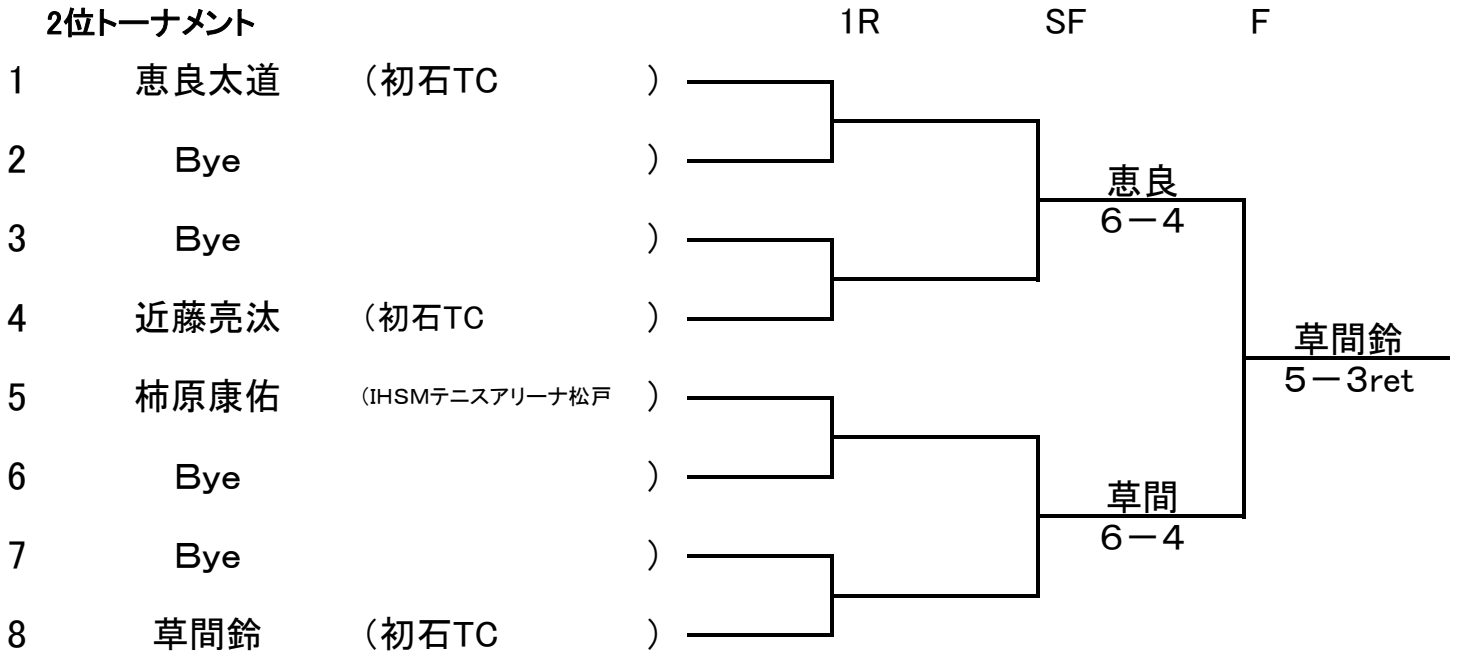 2位トーナメント 1R SF F
1 恵良太道 (初石TC )
2 Bye )
恵良
6-4
3 Bye )
4 近藤亮汰 (初石TC )
草間鈴
5-3ret
5 柿原康佑 (IHSMテニスアリーナ松戸 )
6 Bye )
草間
6-4
7 Bye )
8 草間鈴 (初石TC )